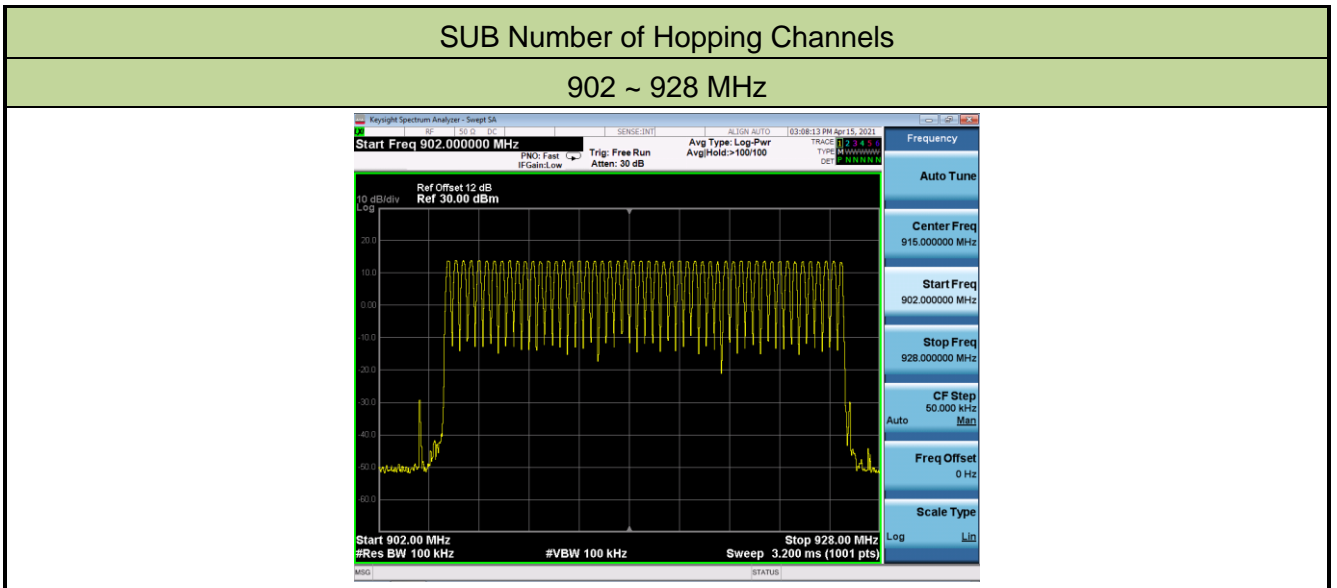 SUB Number of Hopping Channels
902 ~ 928 MHz
Keysight Spectrum Analyzer - Swept SA
RF 50 Ω DC SENSE:INT ALIGN AUTO 03:08:13 PM Apr 15, 2021
Start Freq 902.000000 MHz
PNO: Fast
IFGain:Low
Trig: Free Run
Atten: 30 dB
Avg Type: Log-Pwr
Avg|Hold:>100/100
TRACE 1 2 3 4 5 6
TYPE M WWWWW
DET P N N N N N
Ref Offset 12 dB
10 dB/div Ref 30.00 dBm
Log
20.0
10.0
0.00
-10.0
-20.0
-30.0
-40.0
-50.0
-60.0
Start 902.00 MHz Stop 928.00 MHz
#Res BW 100 kHz #VBW 100 kHz Sweep 3.200 ms (1001 pts)
MSG STATUS
Frequency
Auto Tune
Center Freq
915.000000 MHz
Start Freq
902.000000 MHz
Stop Freq
928.000000 MHz
CF Step
50.000 kHz
Auto Man
Freq Offset
0 Hz
Scale Type
Log Lin